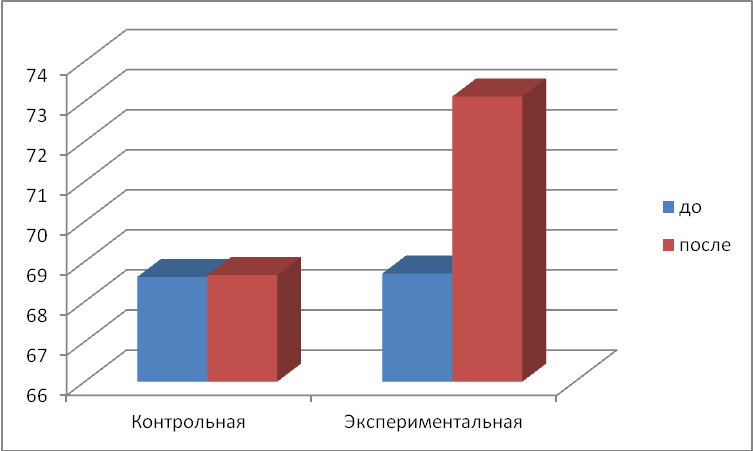 74
73
72
71
70
69
68
67
66
Контрольная
Экспериментальная
до
после